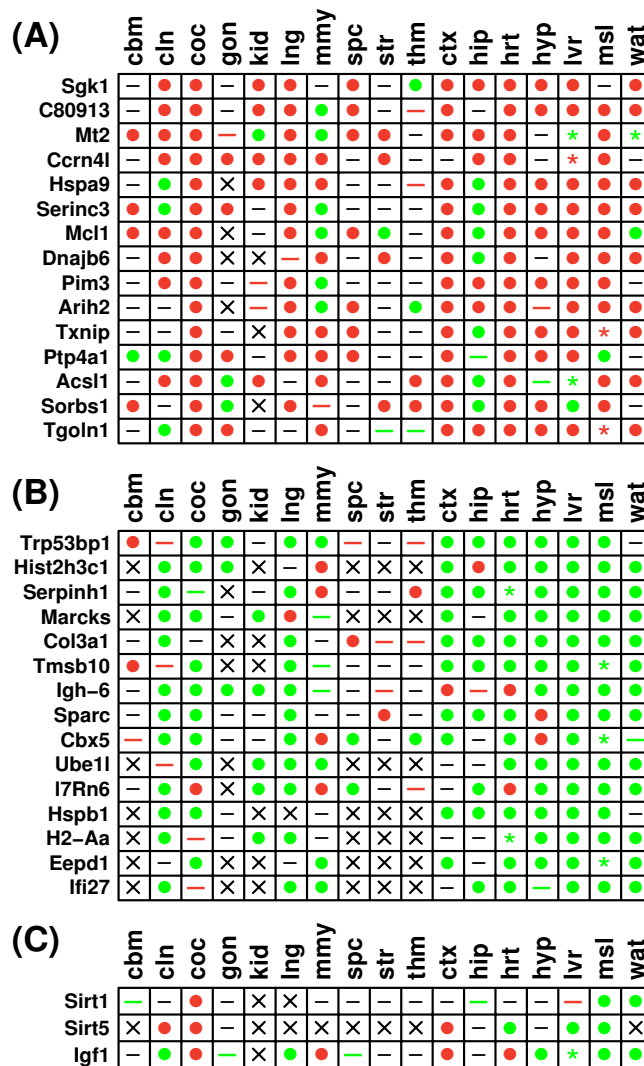 (A)
cbm cln coc gon kid lng mmy spc str thm ctx hip hrt hyp lvr msl wat
Sgk1
C80913
Mt2
Ccrn4l
Hspa9
Serinc3
Mcl1
Dnajb6
Pim3
Arih2
Txnip
Ptp4a1
Acsl1
Sorbs1
Tgoln1
(B)
cbm cln coc gon kid lng mmy spc str thm ctx hip hrt hyp lvr msl wat
Trp53bp1
Hist2h3c1
Serpinh1
Marcks
Col3a1
Tmsb10
Igh−6
Sparc
Cbx5
Ube1l
I7Rn6
Hspb1
H2−Aa
Eepd1
Ifi27
(C)
cbm cln coc gon kid lng mmy spc str thm ctx hip hrt hyp lvr msl wat
Sirt1
Sirt5
Igf1